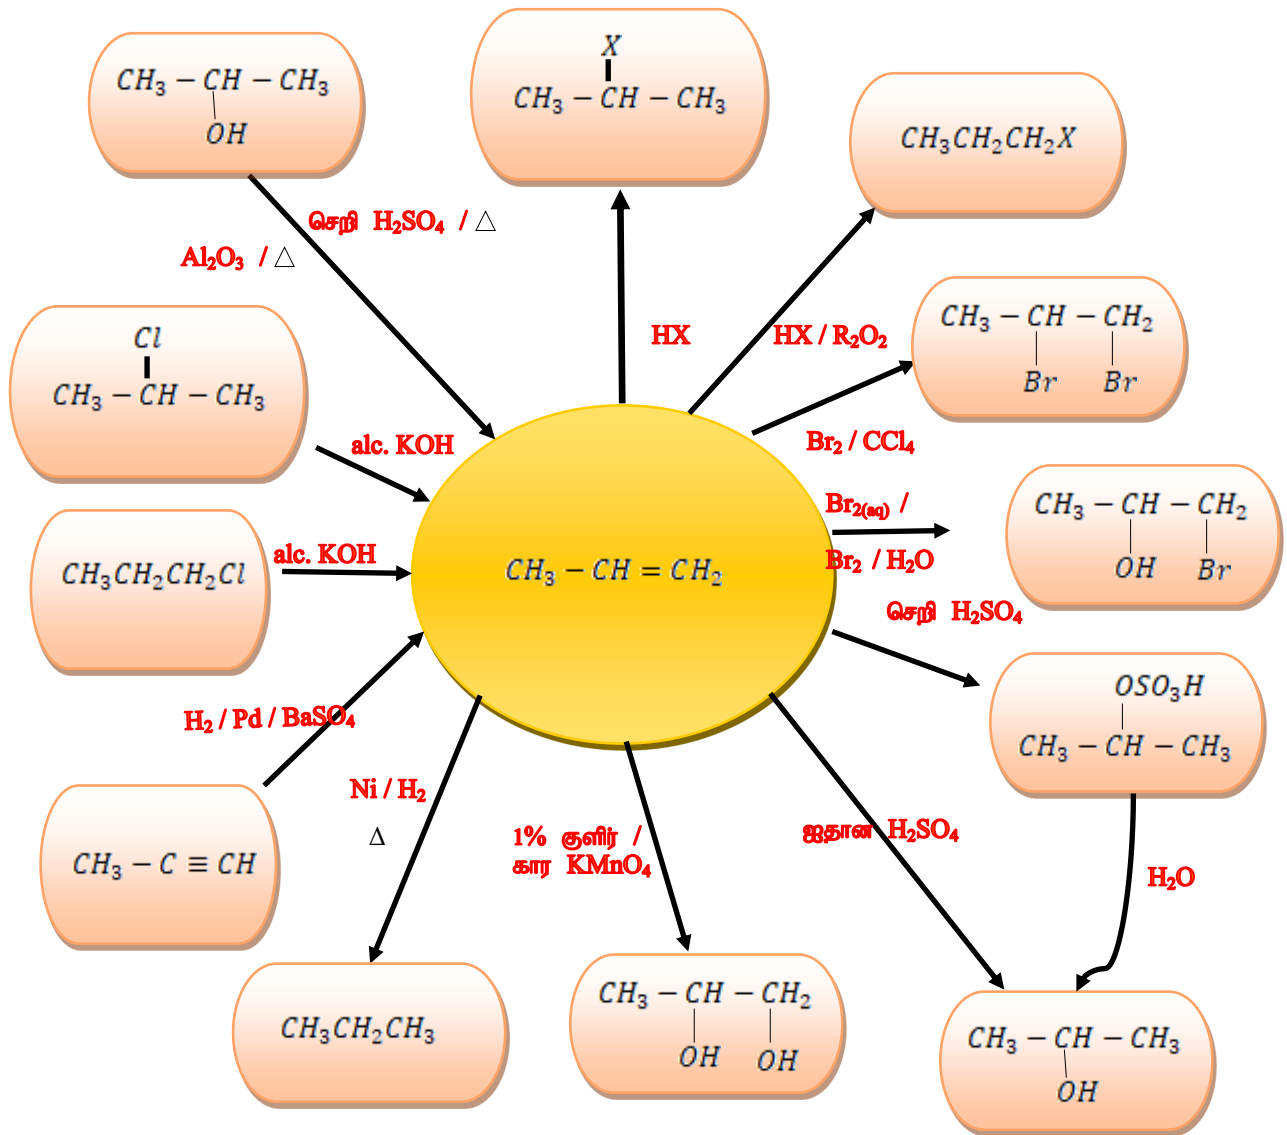 X
CH₃ − CH − CH₃
CH₃ − CH − CH₃
OH
CH₃CH₂CH₂X
செறி H₂SO₄ / △
Al₂O₃ / △
Cl
CH₃ − CH − CH₃
HX
HX / R₂O₂
CH₃ − CH − CH₂
Br Br
alc. KOH
Br₂ / CCl₄
Br₂₍aq₎ /
Br₂ / H₂O
CH₃ − CH − CH₂
OH Br
alc. KOH
CH₃CH₂CH₂Cl
CH₃ − CH = CH₂
செறி H₂SO₄
OSO₃H
CH₃ − CH − CH₃
H₂ / Pd / BaSO₄
Ni / H₂
Δ
1% குளிர் /
கார KMnO₄
ஐதான H₂SO₄
H₂O
CH₃ − C ≡ CH
CH₃CH₂CH₃
CH₃ − CH − CH₂
OH OH
CH₃ − CH − CH₃
OH